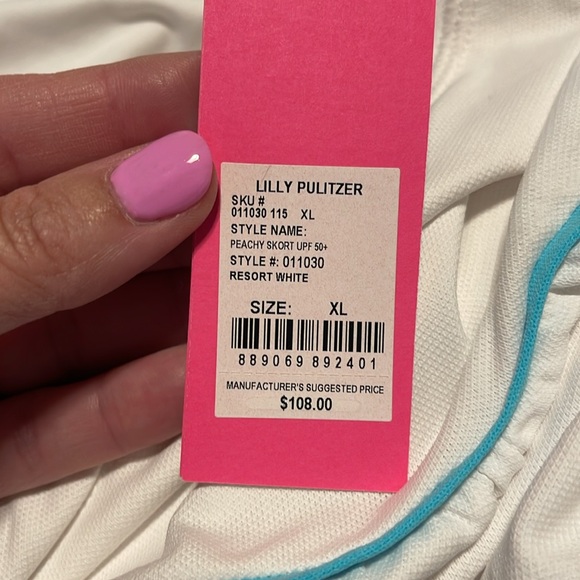 LILLY PULITZER
SKU #
011030 115 XL
STYLE NAME:
PEACHY SKORT UPF 50+
STYLE #: 011030
RESORT WHITE
SIZE: XL
889069 892401
MANUFACTURER'S SUGGESTED PRICE
$108.00